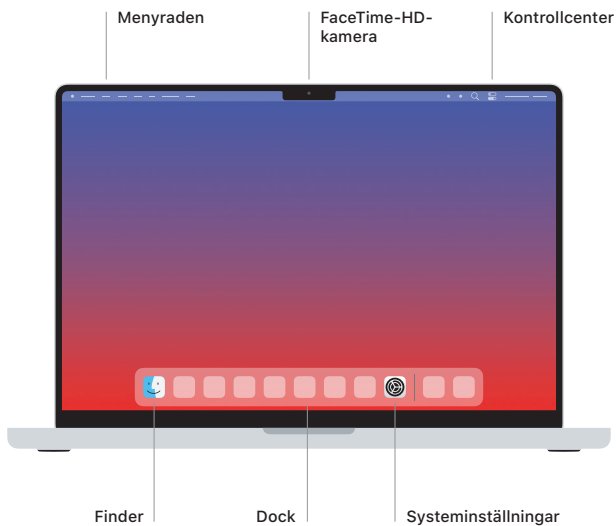 Menyraden
FaceTime-HD-
kamera
Kontrollcenter
Finder
Dock
Systeminställningar